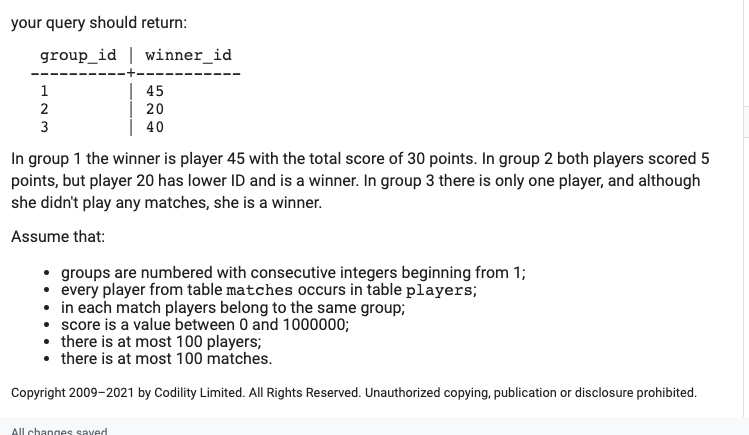 your query should return:
group_id | winner_id
----------+-----------
1 | 45
2 | 20
3 | 40
In group 1 the winner is player 45 with the total score of 30 points. In group 2 both players scored 5
points, but player 20 has lower ID and is a winner. In group 3 there is only one player, and although
she didn't play any matches, she is a winner.
Assume that:
• groups are numbered with consecutive integers beginning from 1;
• every player from table matches occurs in table players;
• in each match players belong to the same group;
• score is a value between 0 and 1000000;
• there is at most 100 players;
• there is at most 100 matches.
Copyright 2009–2021 by Codility Limited. All Rights Reserved. Unauthorized copying, publication or disclosure prohibited.
All changes saved